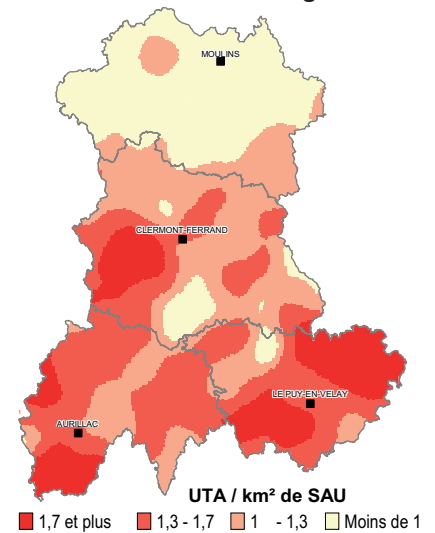 MOULINS
CLERMONT-FERRAND
LE PUY-EN-VELAY
AURILLAC
UTA / km² de SAU
1,7 et plus 1,3 - 1,7 1 - 1,3 Moins de 1